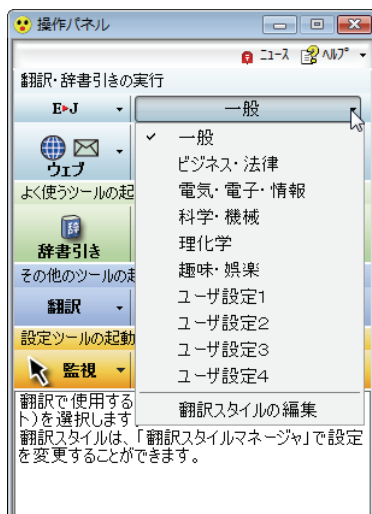 操作パネル
ニュース ヘルプ
翻訳・辞書引きの実行
E▸J 一般
ウェブ
✓ 一般
ビジネス・法律
電気・電子・情報
科学・機械
理化学
趣味・娯楽
ユーザ設定1
ユーザ設定2
ユーザ設定3
ユーザ設定4
翻訳スタイルの編集
よく使うツールの起
辞
辞書引き
その他のツールの起
翻訳
設定ツールの起動
監視
翻訳で使用する
ト)を選択します
翻訳スタイルは、「翻訳スタイルマネージャ」で設定
を変更することができます。